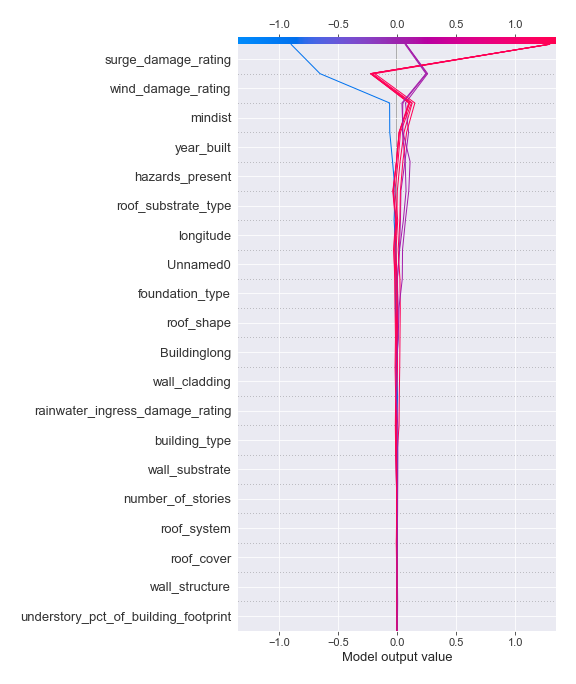 −1.0 −0.5 0.0 0.5 1.0
surge_damage_rating
wind_damage_rating
mindist
year_built
hazards_present
roof_substrate_type
longitude
Unnamed0
foundation_type
roof_shape
Buildinglong
wall_cladding
rainwater_ingress_damage_rating
building_type
wall_substrate
number_of_stories
roof_system
roof_cover
wall_structure
understory_pct_of_building_footprint
−1.0 −0.5 0.0 0.5 1.0
Model output value